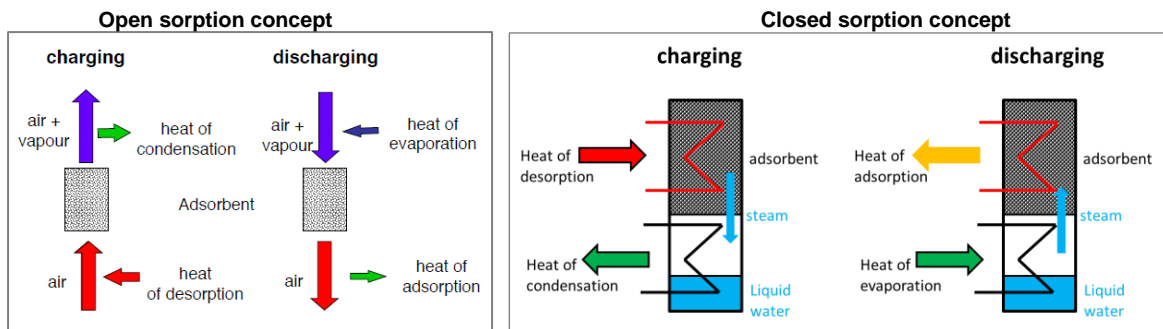 Open sorption concept
charging
discharging
air +
vapour
heat of
condensation
air +
vapour
heat of
evaporation
Adsorbent
air
heat
of desorption
air
heat of
adsorption
Closed sorption concept
charging
discharging
Heat of
desorption
adsorbent
steam
Heat of
condensation
Liquid
water
Heat of
adsorption
adsorbent
steam
Heat of
evaporation
Liquid
water